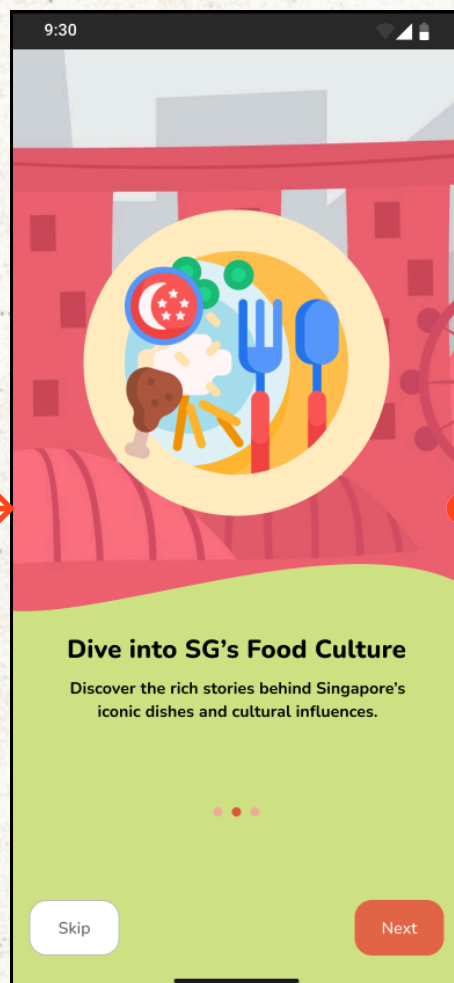 9:30
Dive into SG’s Food Culture
Discover the rich stories behind Singapore’s
iconic dishes and cultural influences.
Skip
Next